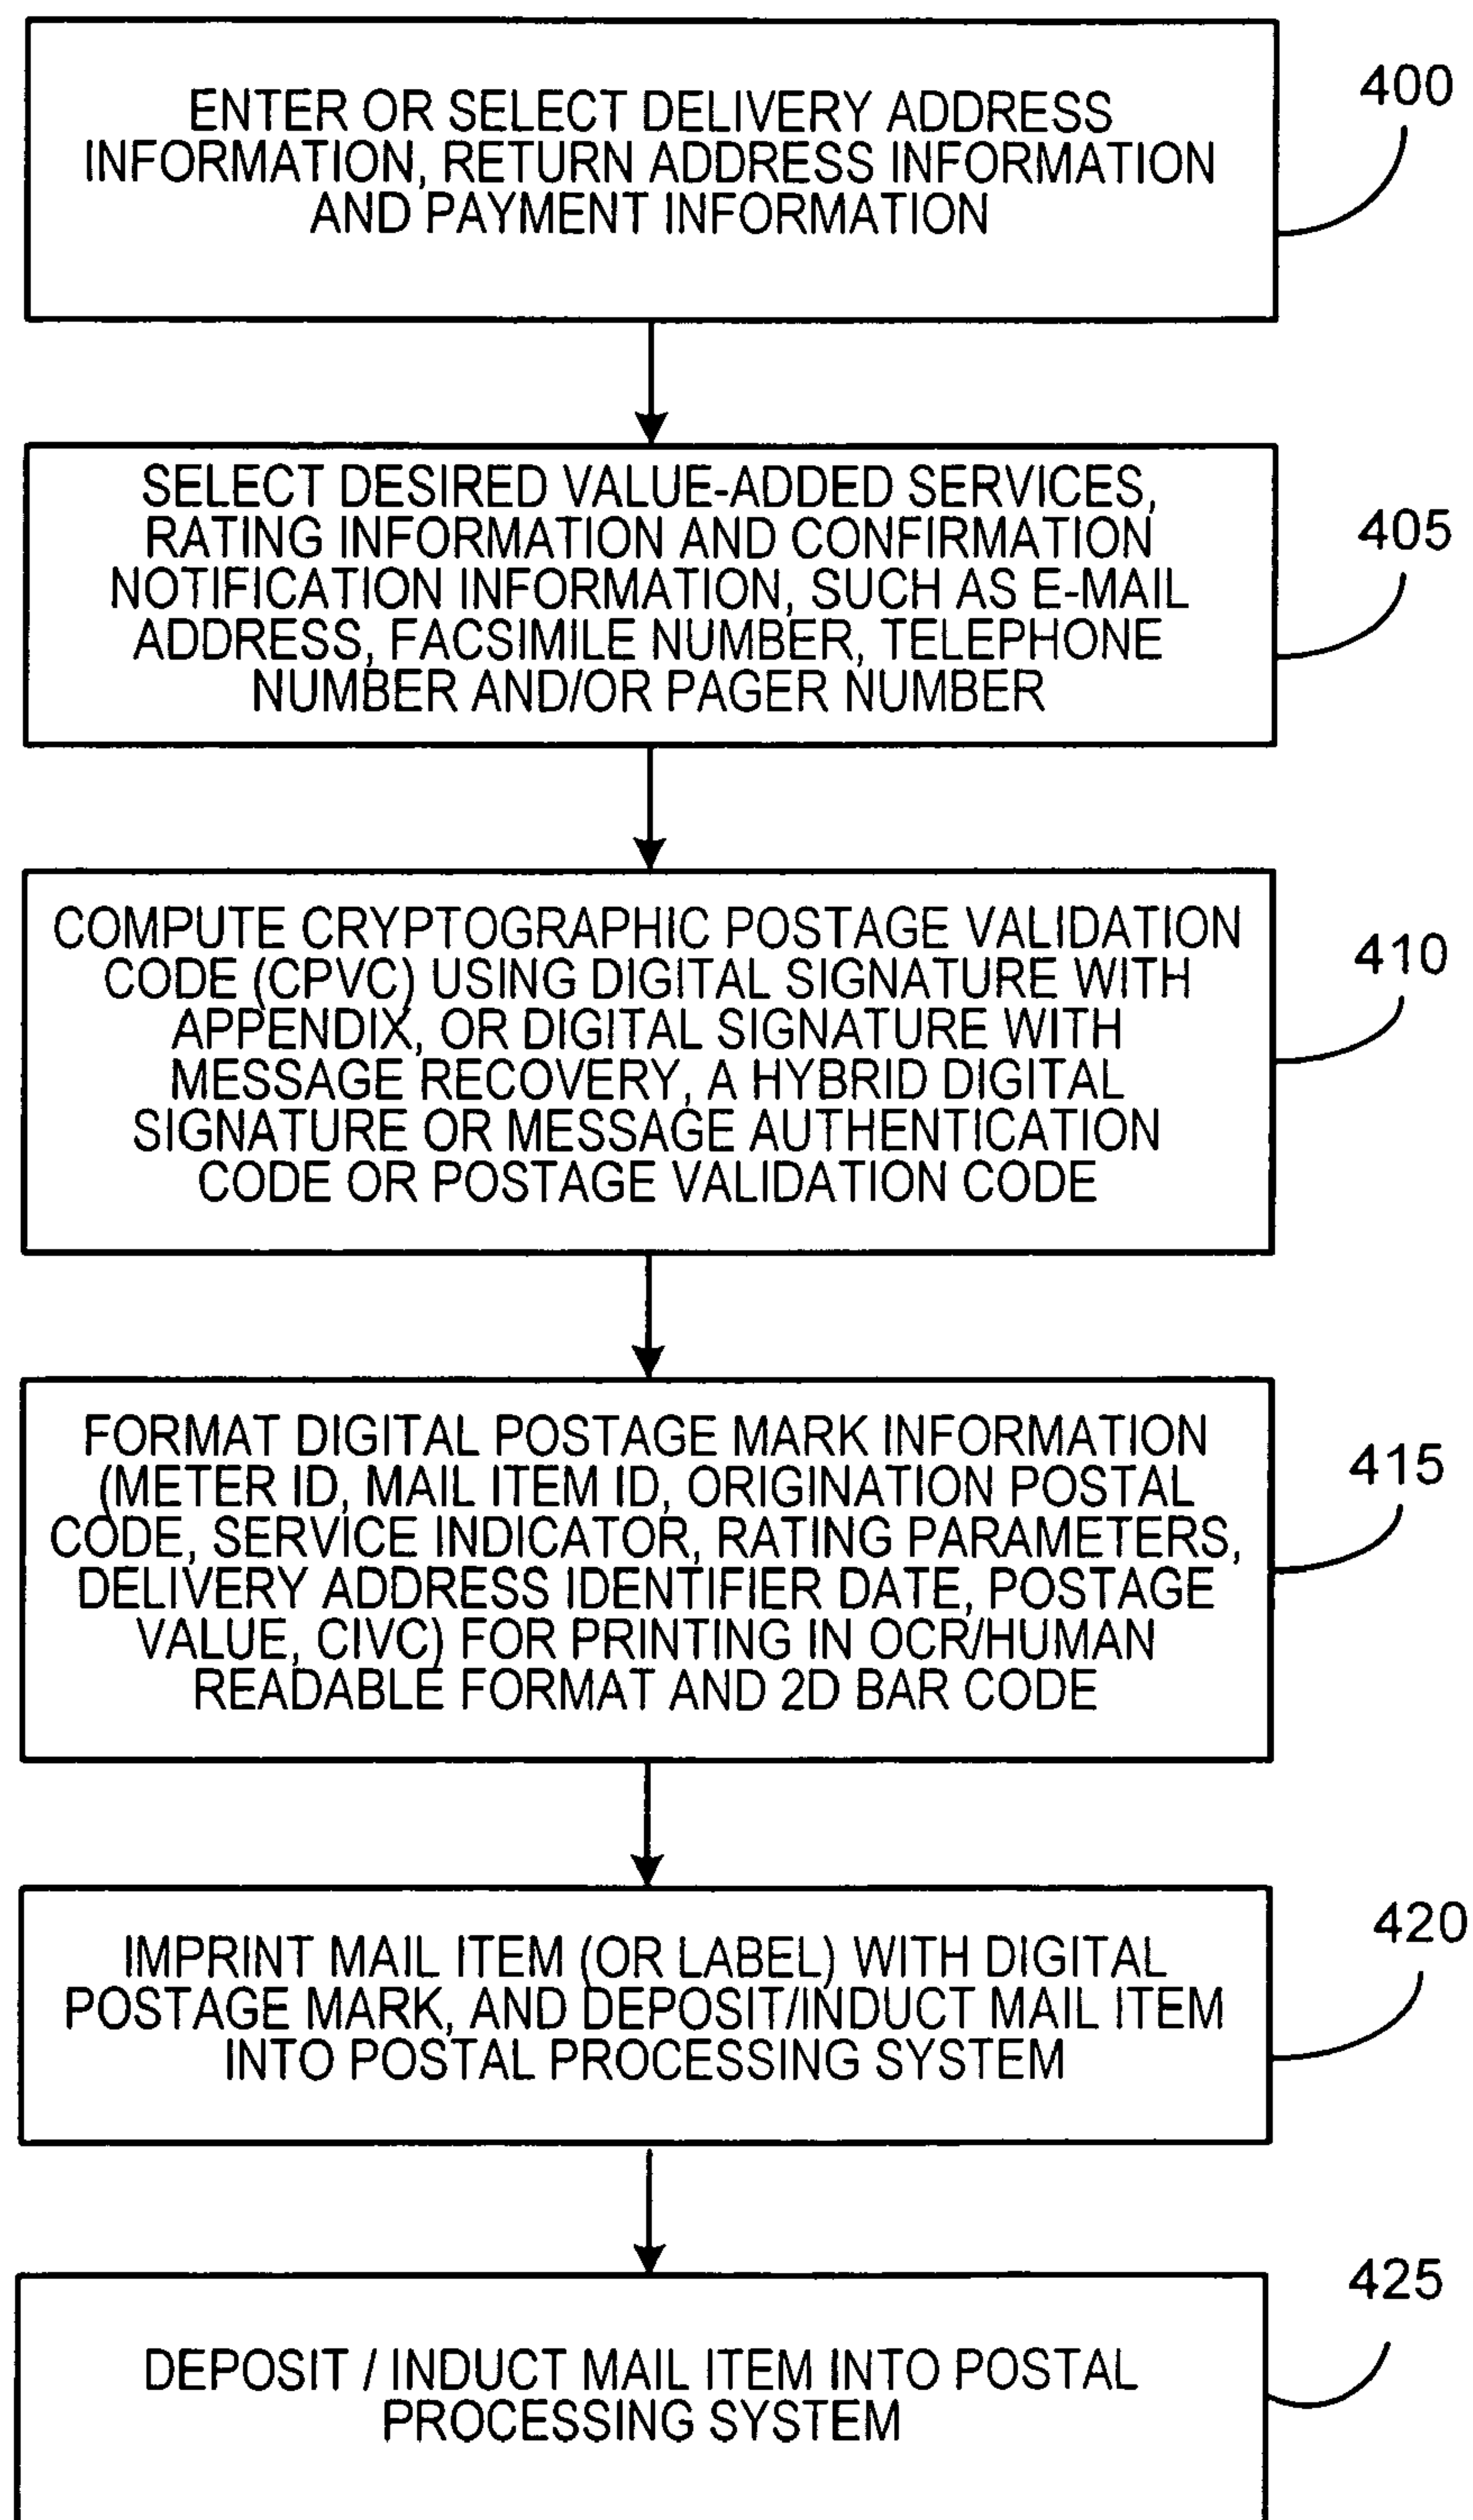 ENTER OR SELECT DELIVERY ADDRESS
INFORMATION, RETURN ADDRESS INFORMATION
AND PAYMENT INFORMATION
400
SELECT DESIRED VALUE-ADDED SERVICES,
RATING INFORMATION AND CONFIRMATION
NOTIFICATION INFORMATION, SUCH AS E-MAIL
ADDRESS, FACSIMILE NUMBER, TELEPHONE
NUMBER AND/OR PAGER NUMBER
405
COMPUTE CRYPTOGRAPHIC POSTAGE VALIDATION
CODE (CPVC) USING DIGITAL SIGNATURE WITH
APPENDIX, OR DIGITAL SIGNATURE WITH
MESSAGE RECOVERY, A HYBRID DIGITAL
SIGNATURE OR MESSAGE AUTHENTICATION
CODE OR POSTAGE VALIDATION CODE
410
FORMAT DIGITAL POSTAGE MARK INFORMATION
(METER ID, MAIL ITEM ID, ORIGINATION POSTAL
CODE, SERVICE INDICATOR, RATING PARAMETERS,
DELIVERY ADDRESS IDENTIFIER DATE, POSTAGE
VALUE, CIVC) FOR PRINTING IN OCR/HUMAN
READABLE FORMAT AND 2D BAR CODE
415
IMPRINT MAIL ITEM (OR LABEL) WITH DIGITAL
POSTAGE MARK, AND DEPOSIT/INDUCT MAIL ITEM
INTO POSTAL PROCESSING SYSTEM
420
DEPOSIT / INDUCT MAIL ITEM INTO POSTAL
PROCESSING SYSTEM
425